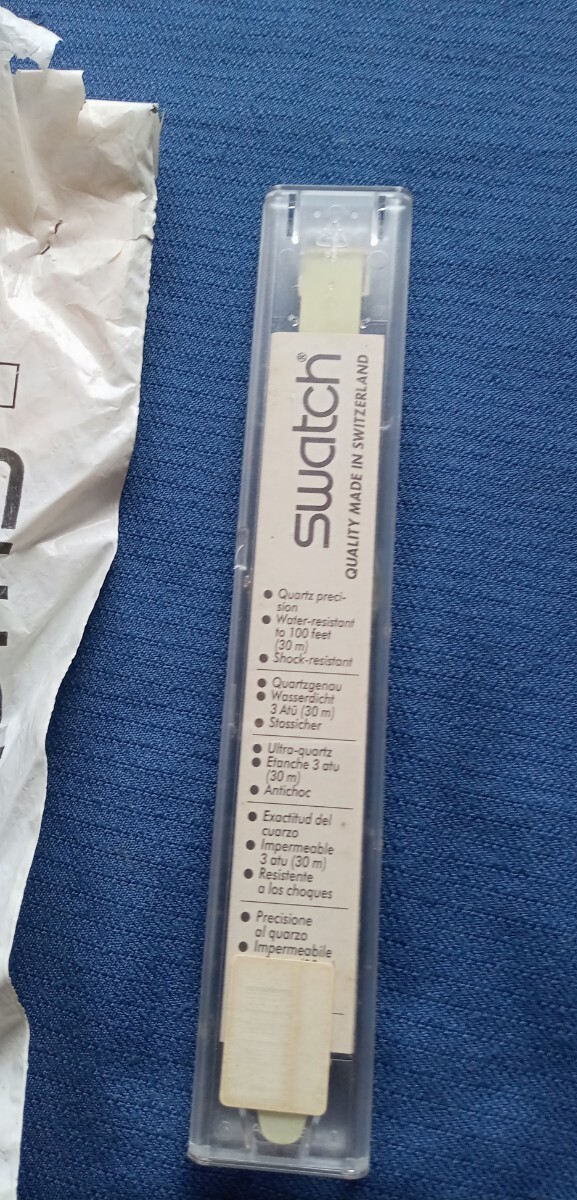 swatch®
QUALITY MADE IN SWITZERLAND
● Quartz preci-
sion
● Water-resistant
to 100 feet
(30 m)
● Shock-resistant
● Quartzgenau
● Wasserdicht
3 Atü (30 m)
● Stossicher
● Ultra-quartz
● Etanche 3 atu
(30 m)
● Antichoc
● Exactitud del
cuarzo
● Impermeable
3 atu (30 m)
● Resistente
a los choques
● Precisione
al quarzo
● Impermeabile